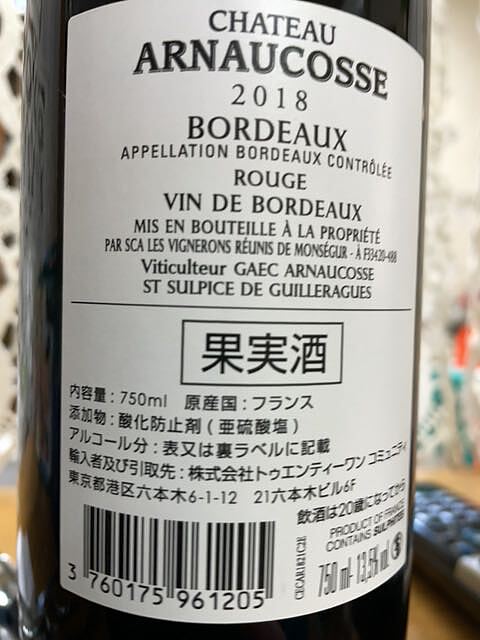 CHATEAU
ARNAUCOSSE
2018
BORDEAUX
APPELLATION BORDEAUX CONTRÔLÉE
ROUGE
VIN DE BORDEAUX
MIS EN BOUTEILLE À LA PROPRIÉTÉ
PAR SCA LES VIGNERONS RÉUNIS DE MONSÉGUR - À F33420-488
Viticulteur GAEC ARNAUCOSSE
ST SULPICE DE GUILLERAGUES
果実酒
内容量：750ml 原産国：フランス
添加物：酸化防止剤（亜硫酸塩）
アルコール分：表又は裏ラベルに記載
輸入者及び引取先：株式会社トゥエンティーワン コミュニティ
東京都港区六本木6-1-12 21六本木ビル6F
飲酒は20歳になってから
PRODUCT OF FRANCE
CONTAINS SULPHITES
750 ml - 13,5% vol.
3 760175 961205